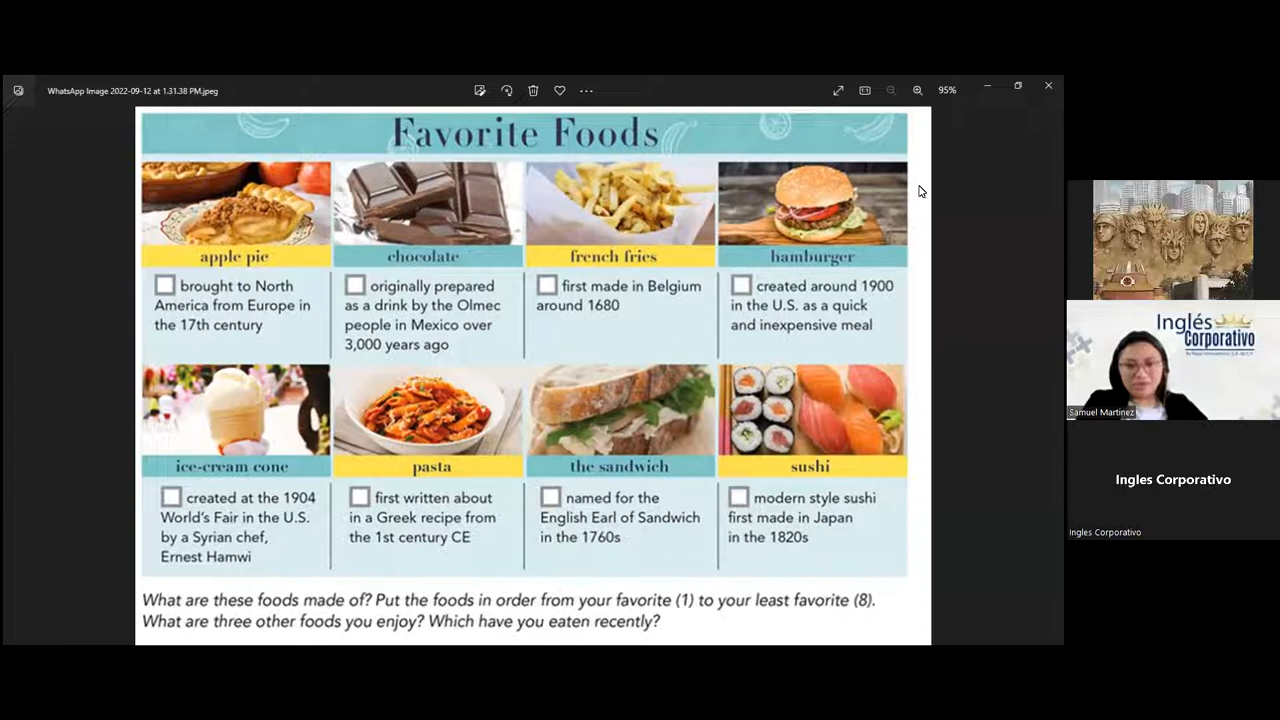 WhatsApp Image 2022-09-12 at 1.31.38 PM.jpeg
95%
Favorite Foods
apple pie
brought to North
America from Europe in
the 17th century
chocolate
originally prepared
as a drink by the Olmec
people in Mexico over
3,000 years ago
french fries
first made in Belgium
around 1680
hamburger
created around 1900
in the U.S. as a quick
and inexpensive meal
ice-cream cone
created at the 1904
World's Fair in the U.S.
by a Syrian chef,
Ernest Hamwi
pasta
first written about
in a Greek recipe from
the 1st century CE
the sandwich
named for the
English Earl of Sandwich
in the 1760s
sushi
modern style sushi
first made in Japan
in the 1820s
What are these foods made of? Put the foods in order from your favorite (1) to your least favorite (8).
What are three other foods you enjoy? Which have you eaten recently?
Inglés
Corporativo
Samuel Martinez
Ingles Corporativo
Ingles Corporativo